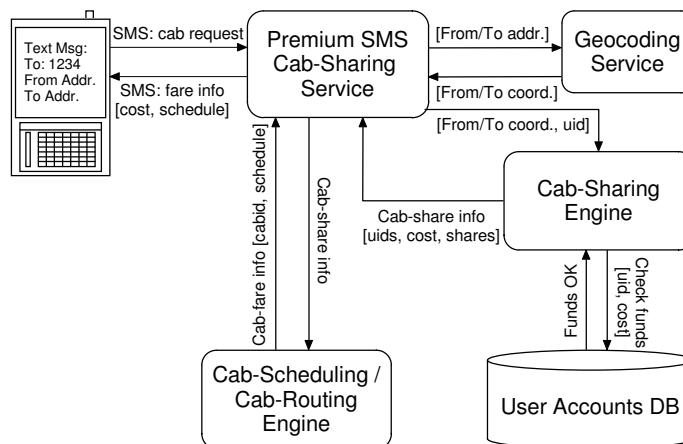 Text Msg:
To: 1234
From Addr.
To Addr.
SMS: cab request
SMS: fare info
[cost, schedule]
Premium SMS
Cab-Sharing
Service
[From/To addr.]
[From/To coord.]
[From/To coord., uid]
Geocoding
Service
Cab-Sharing
Engine
Cab-share info
[uids, cost, shares]
Cab-fare info [cabid, schedule]
Cab-share info
Funds OK
Check funds
[uid, cost]
Cab-Scheduling /
Cab-Routing
Engine
User Accounts DB